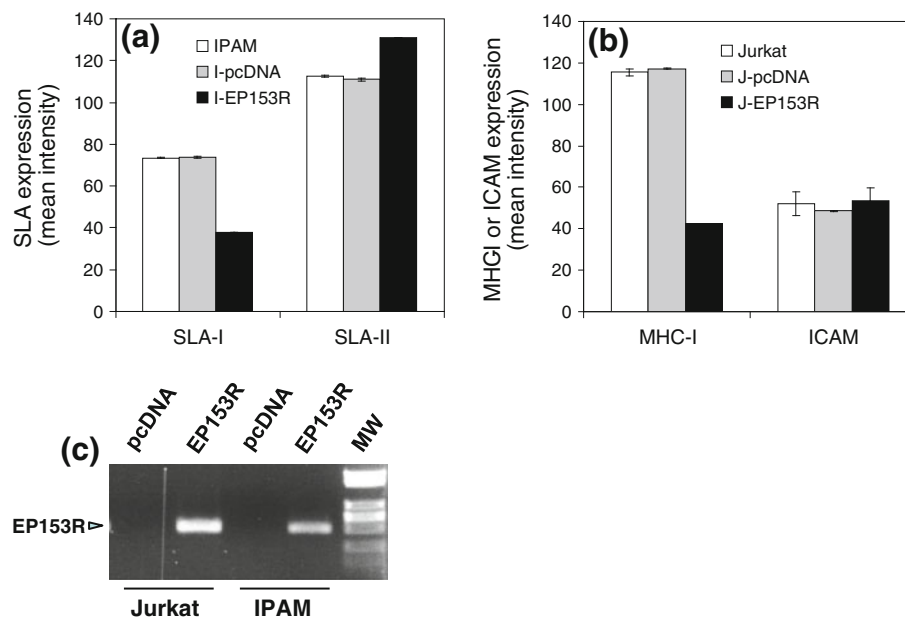 (a)
SLA expression
(mean intensity)
140
120
100
80
60
40
20
0
IPAM
I-pcDNA
I-EP153R
SLA-I
SLA-II
(b)
MHCI or ICAM expression
(mean intensity)
140
120
100
80
60
40
20
0
Jurkat
J-pcDNA
J-EP153R
MHC-I
ICAM
(c)
pcDNA
EP153R
pcDNA
EP153R
MW
EP153R
Jurkat
IPAM